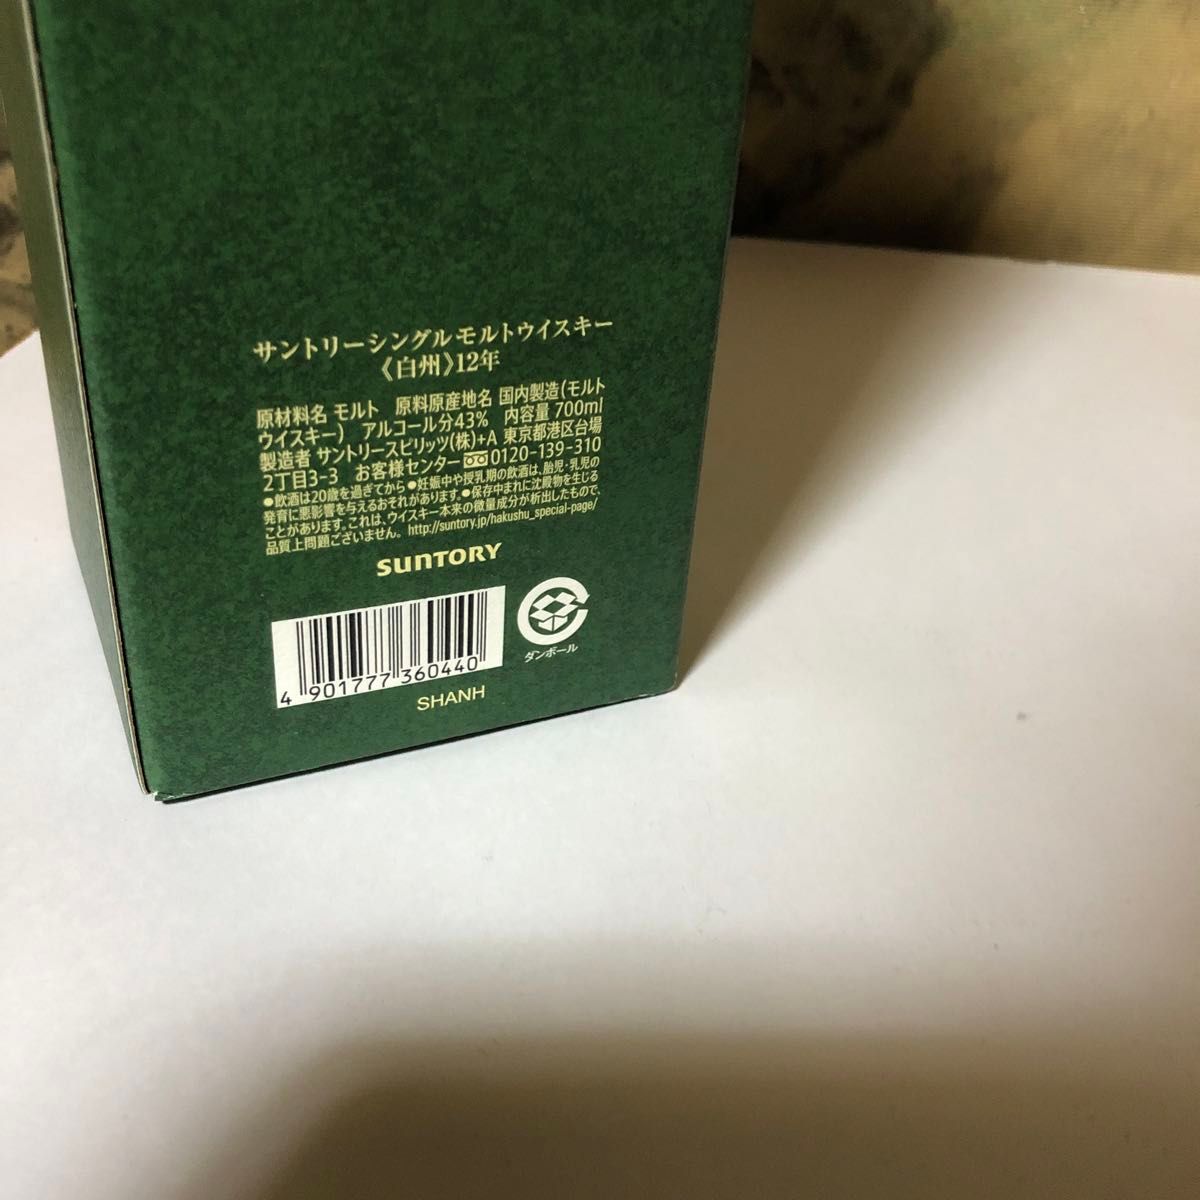 サントリーシングルモルトウイスキー
《白州》12年
原材料名 モルト　原料原産地名 国内製造(モルト
ウイスキー)　アルコール分43%　内容量 700ml
製造者 サントリースピリッツ(株)+A 東京都港区台場
2丁目3-3　お客様センター 0120-139-310
●飲酒は20歳を過ぎてから●妊娠中や授乳期の飲酒は、胎児・乳児の
発育に悪影響を与えるおそれがあります。●保存中まれに沈殿物を生じる
ことがあります。これは、ウイスキー本来の微量成分が析出したもので、
品質上問題ございません。 http://suntory.jp/hakushu_special-page/
SUNTORY
4 901777 360440
ダンボール
SHANH